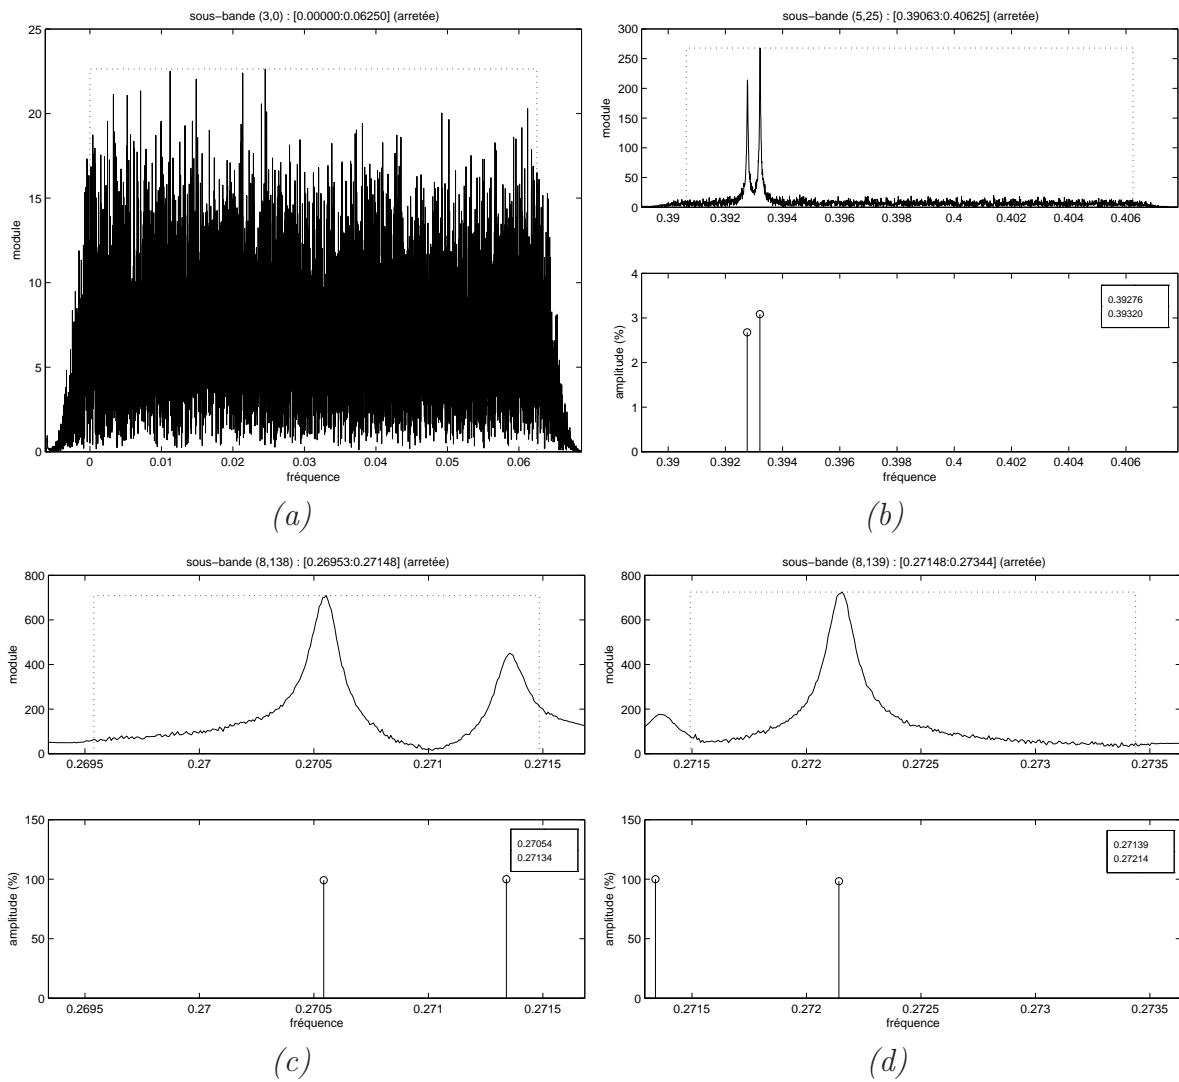 sous-bande (3,0) : [0.00000:0.06250] (arretée)
25
20
15
10
5
0
module
0 0.01 0.02 0.03 0.04 0.05 0.06
fréquence
(a)
sous-bande (5,25) : [0.39063:0.40625] (arretée)
300
250
200
150
100
50
0
module
0.39 0.392 0.394 0.396 0.398 0.4 0.402 0.404 0.406
4
3
2
1
0
amplitude (%)
0.39276
0.39320
0.39 0.392 0.394 0.396 0.398 0.4 0.402 0.404 0.406
fréquence
(b)
sous-bande (8,138) : [0.26953:0.27148] (arretée)
800
600
400
200
0
module
0.2695 0.27 0.2705 0.271 0.2715
150
100
50
0
amplitude (%)
0.27054
0.27134
0.2695 0.27 0.2705 0.271 0.2715
fréquence
(c)
sous-bande (8,139) : [0.27148:0.27344] (arretée)
800
600
400
200
0
module
0.2715 0.272 0.2725 0.273 0.2735
150
100
50
0
amplitude (%)
0.27139
0.27214
0.2715 0.272 0.2725 0.273 0.2735
fréquence
(d)